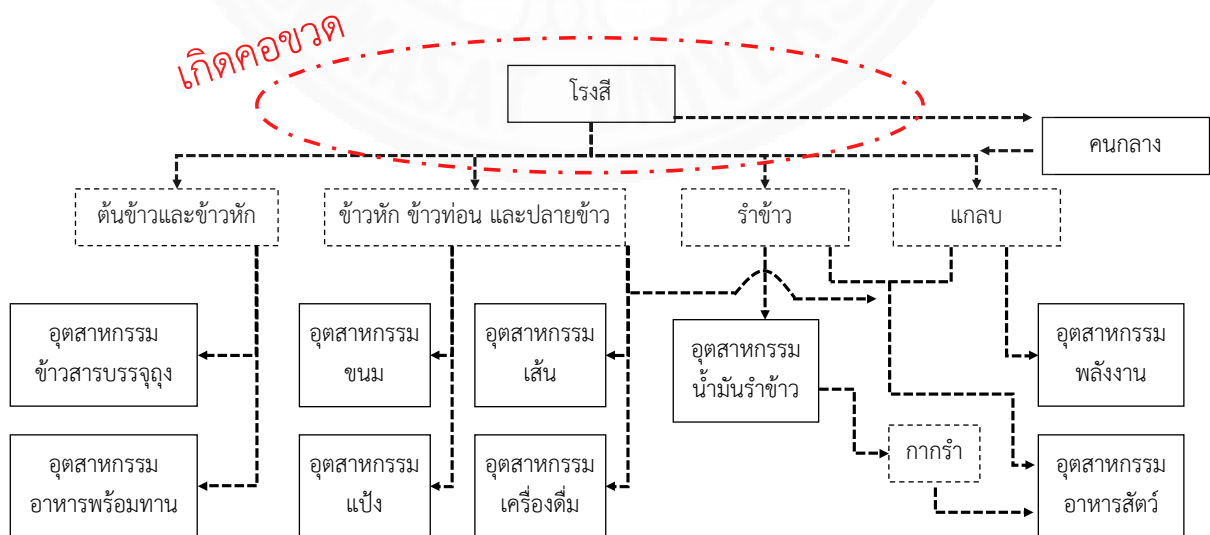 เกิดคอขวด
โรงสี
คนกลาง
ต้นข้าวและข้าวหัก
ข้าวหัก ข้าวท่อน และปลายข้าว
รำข้าว
แกลบ
อุตสาหกรรม
ข้าวสารบรรจุถุง
อุตสาหกรรม
ขนม
อุตสาหกรรม
เส้น
อุตสาหกรรม
น้ำมันรำข้าว
อุตสาหกรรม
พลังงาน
อุตสาหกรรม
อาหารพร้อมทาน
อุตสาหกรรม
แป้ง
อุตสาหกรรม
เครื่องดื่ม
กากรำ
อุตสาหกรรม
อาหารสัตว์